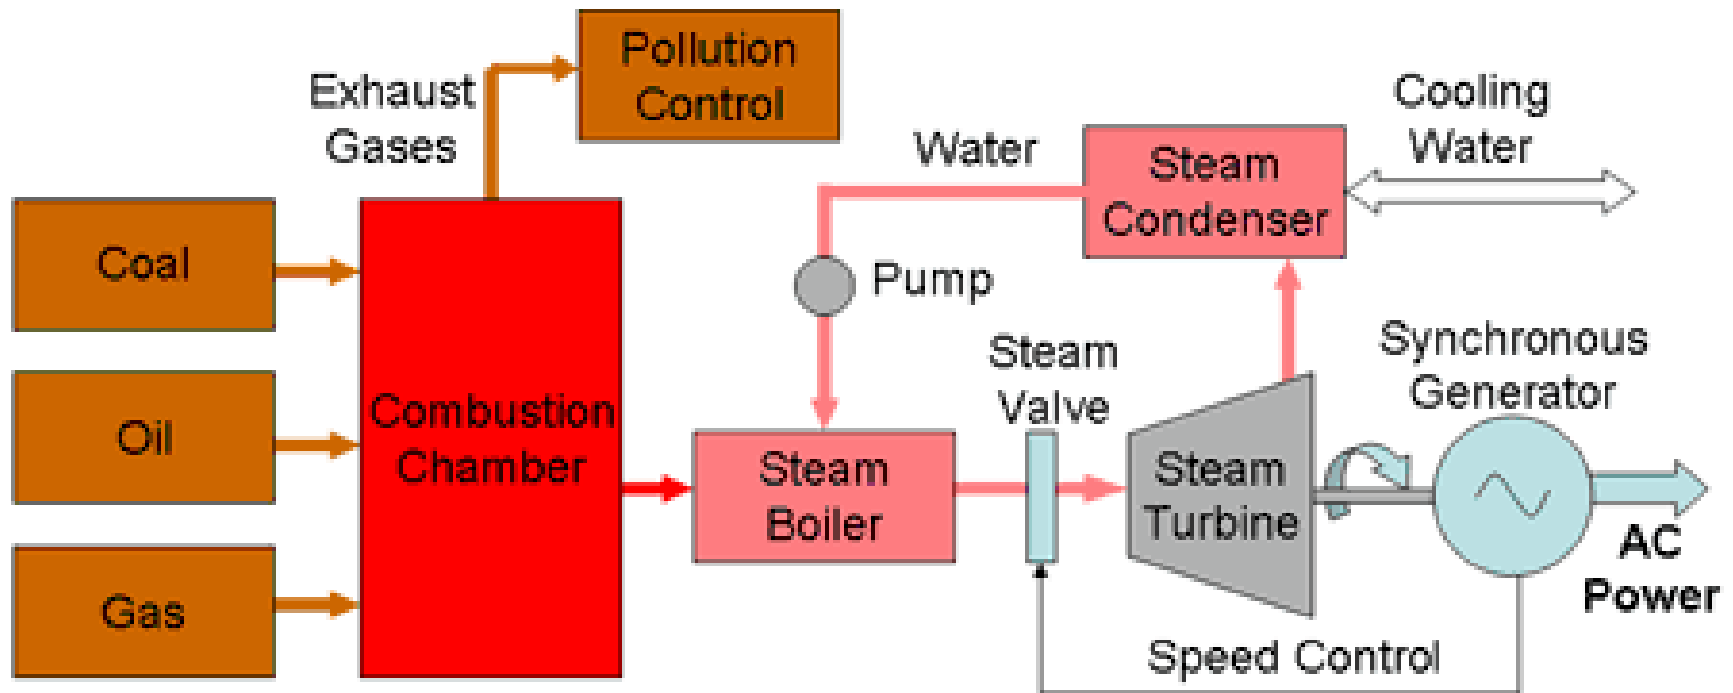 Pollution
Control
Exhaust
Gases
Cooling
Water
Water
Steam
Condenser
Coal
Pump
Synchronous
Generator
Steam
Valve
Oil
Combustion
Chamber
Steam
Boiler
Steam
Turbine
AC
Power
Gas
Speed Control